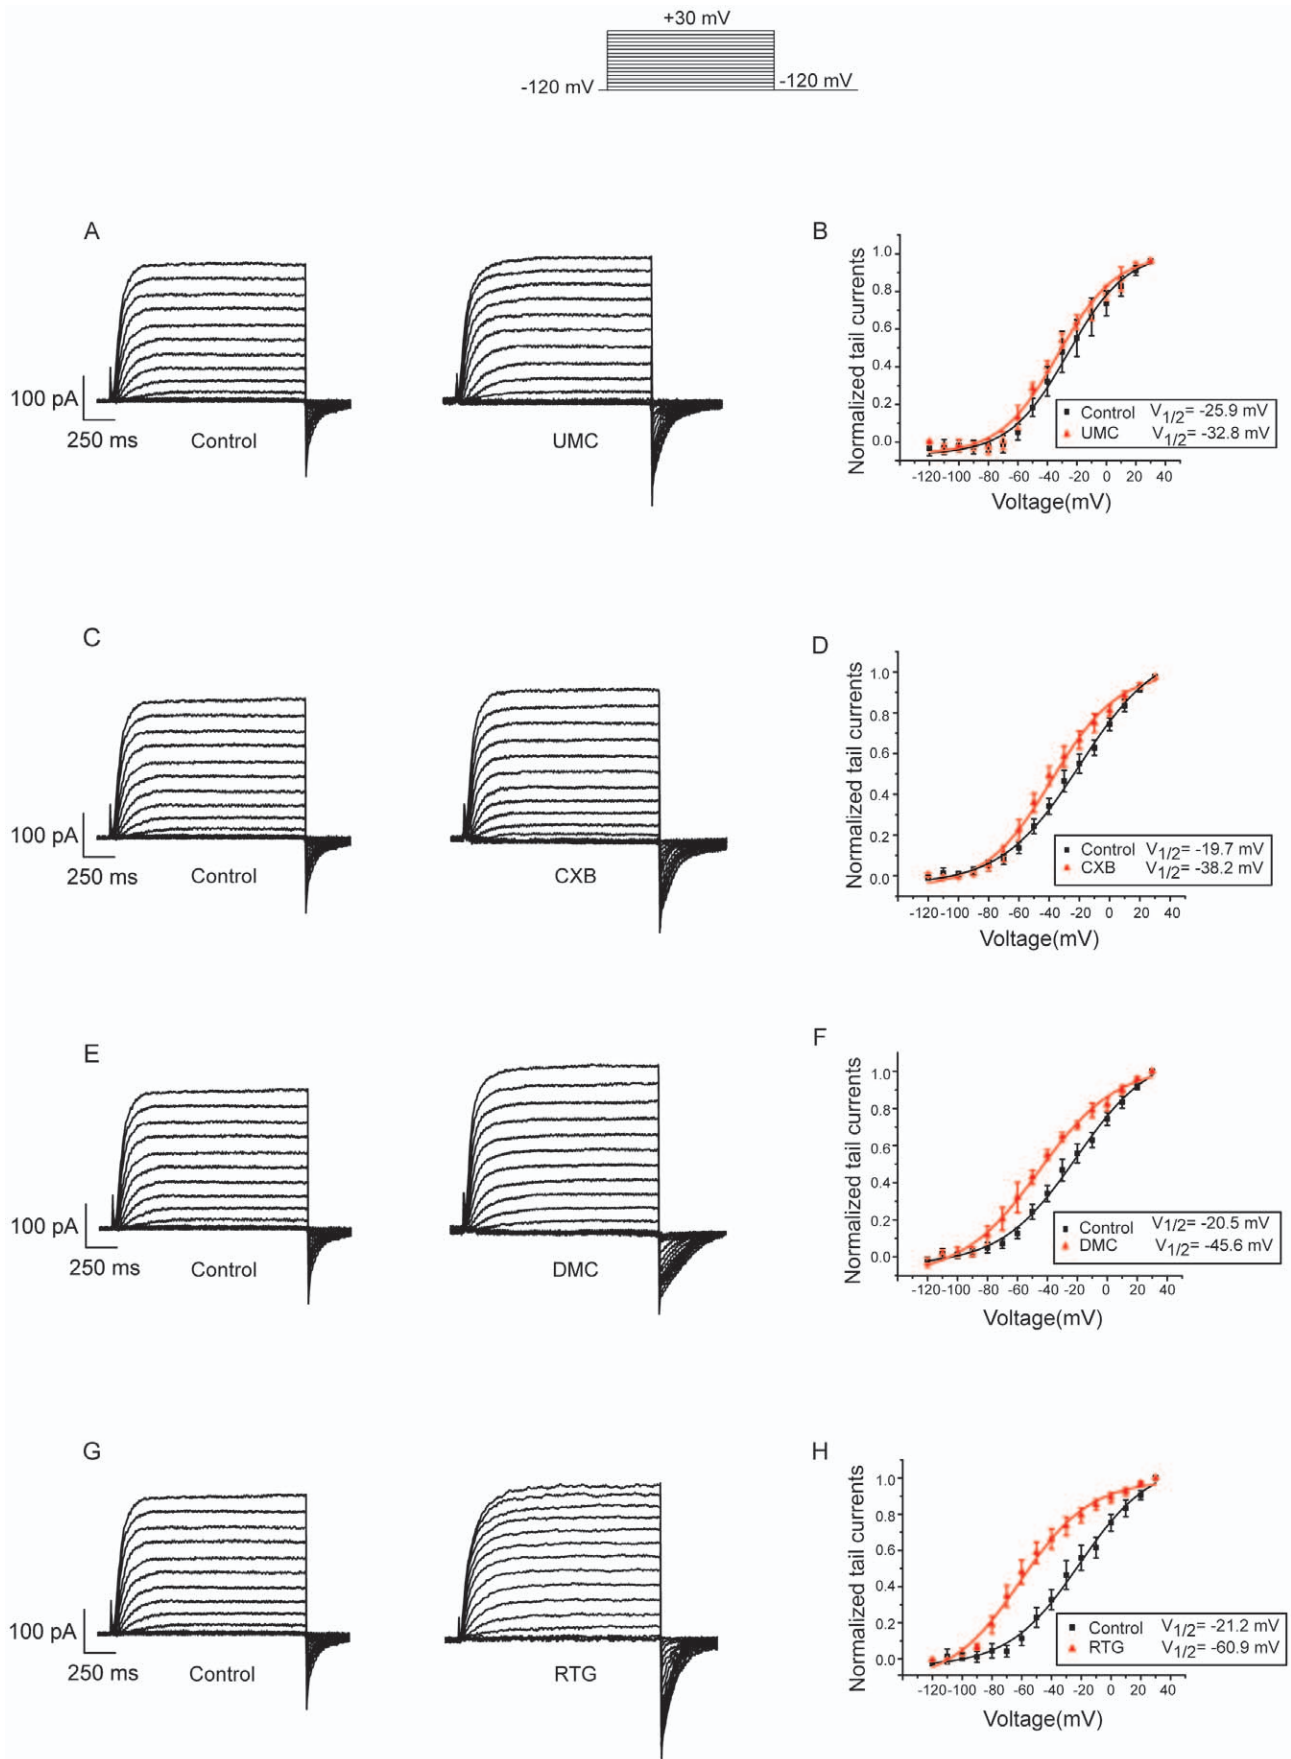 +30 mV
-120 mV
-120 mV
A
100 pA
250 ms
Control
UMC
B
Normalized tail currents
1.0
0.8
0.6
0.4
0.2
0.0
Control V1/2= -25.9 mV
UMC V1/2= -32.8 mV
-120 -100 -80 -60 -40 -20 0 20 40
Voltage(mV)
C
100 pA
250 ms
Control
CXB
D
Normalized tail currents
1.0
0.8
0.6
0.4
0.2
0.0
Control V1/2= -19.7 mV
CXB V1/2= -38.2 mV
-120 -100 -80 -60 -40 -20 0 20 40
Voltage(mV)
E
100 pA
250 ms
Control
DMC
F
Normalized tail currents
1.0
0.8
0.6
0.4
0.2
0.0
Control V1/2= -20.5 mV
DMC V1/2= -45.6 mV
-120 -100 -80 -60 -40 -20 0 20 40
Voltage(mV)
G
100 pA
250 ms
Control
RTG
H
Normalized tail currents
1.0
0.8
0.6
0.4
0.2
0.0
Control V1/2= -21.2 mV
RTG V1/2= -60.9 mV
-120 -100 -80 -60 -40 -20 0 20 40
Voltage(mV)